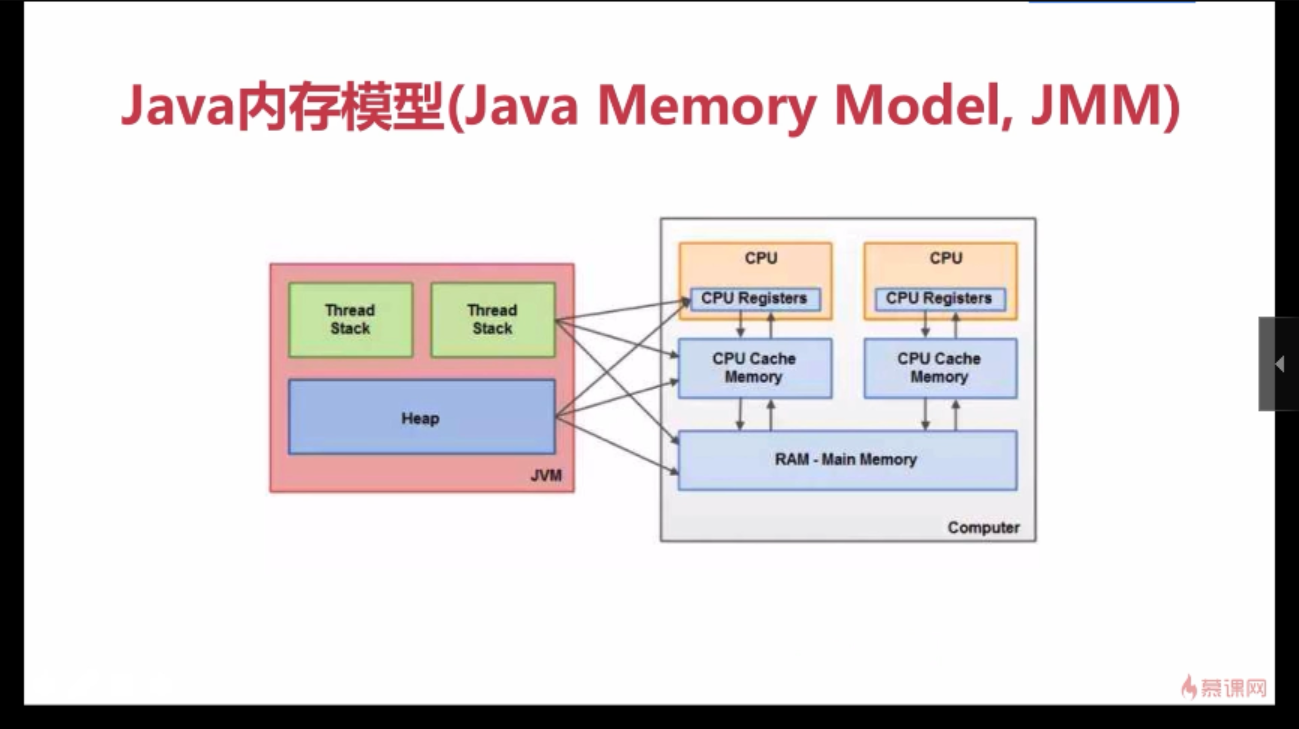 Java内存模型(Java Memory Model, JMM)
Thread
Stack
Thread
Stack
Heap
JVM
CPU
CPU Registers
CPU Cache
Memory
CPU
CPU Registers
CPU Cache
Memory
RAM - Main Memory
Computer
慕课网